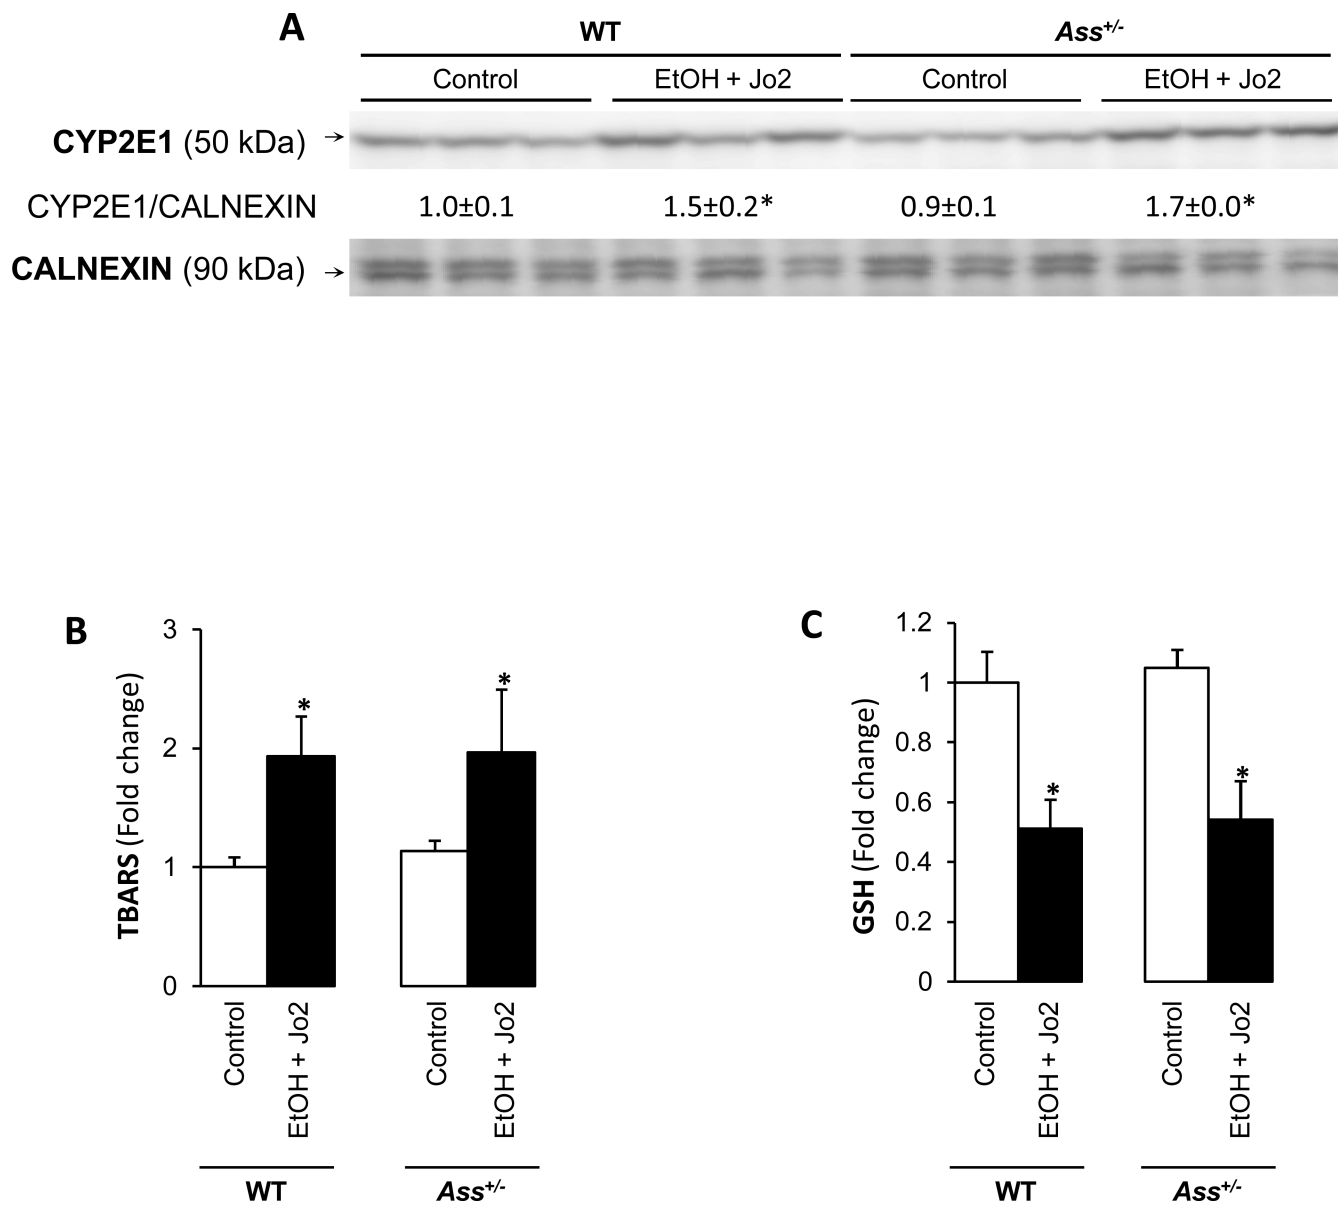 A
WT
Ass+/-
Control
EtOH + Jo2
Control
EtOH + Jo2
CYP2E1 (50 kDa)
CYP2E1/CALNEXIN
1.0±0.1
1.5±0.2*
0.9±0.1
1.7±0.0*
CALNEXIN (90 kDa)
B
TBARS (Fold change)
3
2
1
0
*
*
Control
EtOH + Jo2
Control
EtOH + Jo2
WT
Ass+/-
C
GSH (Fold change)
1.2
1
0.8
0.6
0.4
0.2
0
*
*
Control
EtOH + Jo2
Control
EtOH + Jo2
WT
Ass+/-